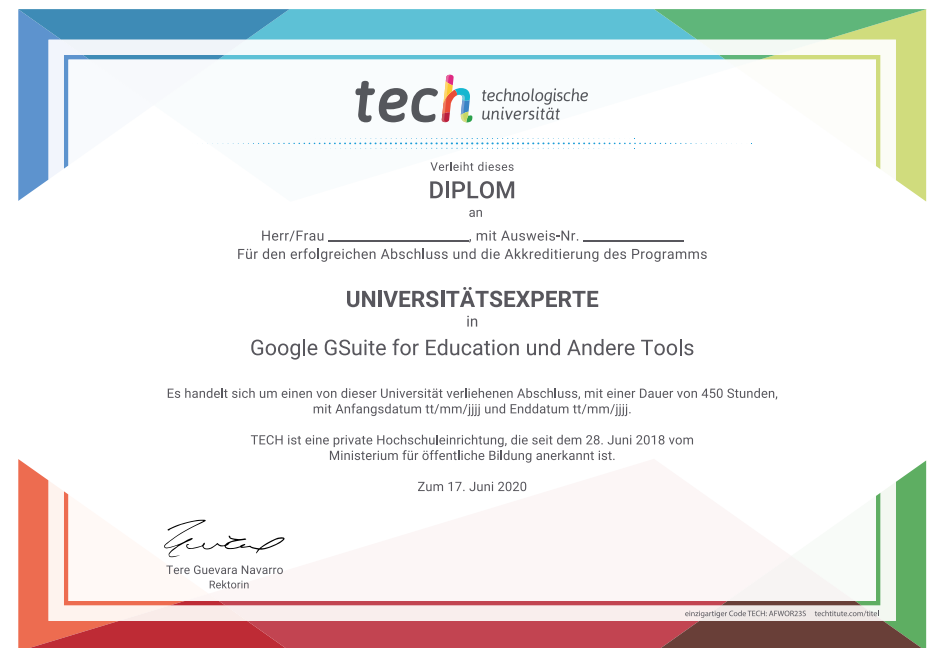 tech technologische
universität
Verleiht dieses
DIPLOM
an
Herr/Frau ____________________, mit Ausweis-Nr. ______________
Für den erfolgreichen Abschluss und die Akkreditierung des Programms
UNIVERSITÄTSEXPERTE
in
Google GSuite for Education und Andere Tools
Es handelt sich um einen von dieser Universität verliehenen Abschluss, mit einer Dauer von 450 Stunden,
mit Anfangsdatum tt/mm/jjjj und Enddatum tt/mm/jjjj.
TECH ist eine private Hochschuleinrichtung, die seit dem 28. Juni 2018 vom
Ministerium für öffentliche Bildung anerkannt ist.
Zum 17. Juni 2020
Tere Guevara Navarro
Rektorin
einzigartiger Code TECH: AFWOR23S techtitute.com/titel